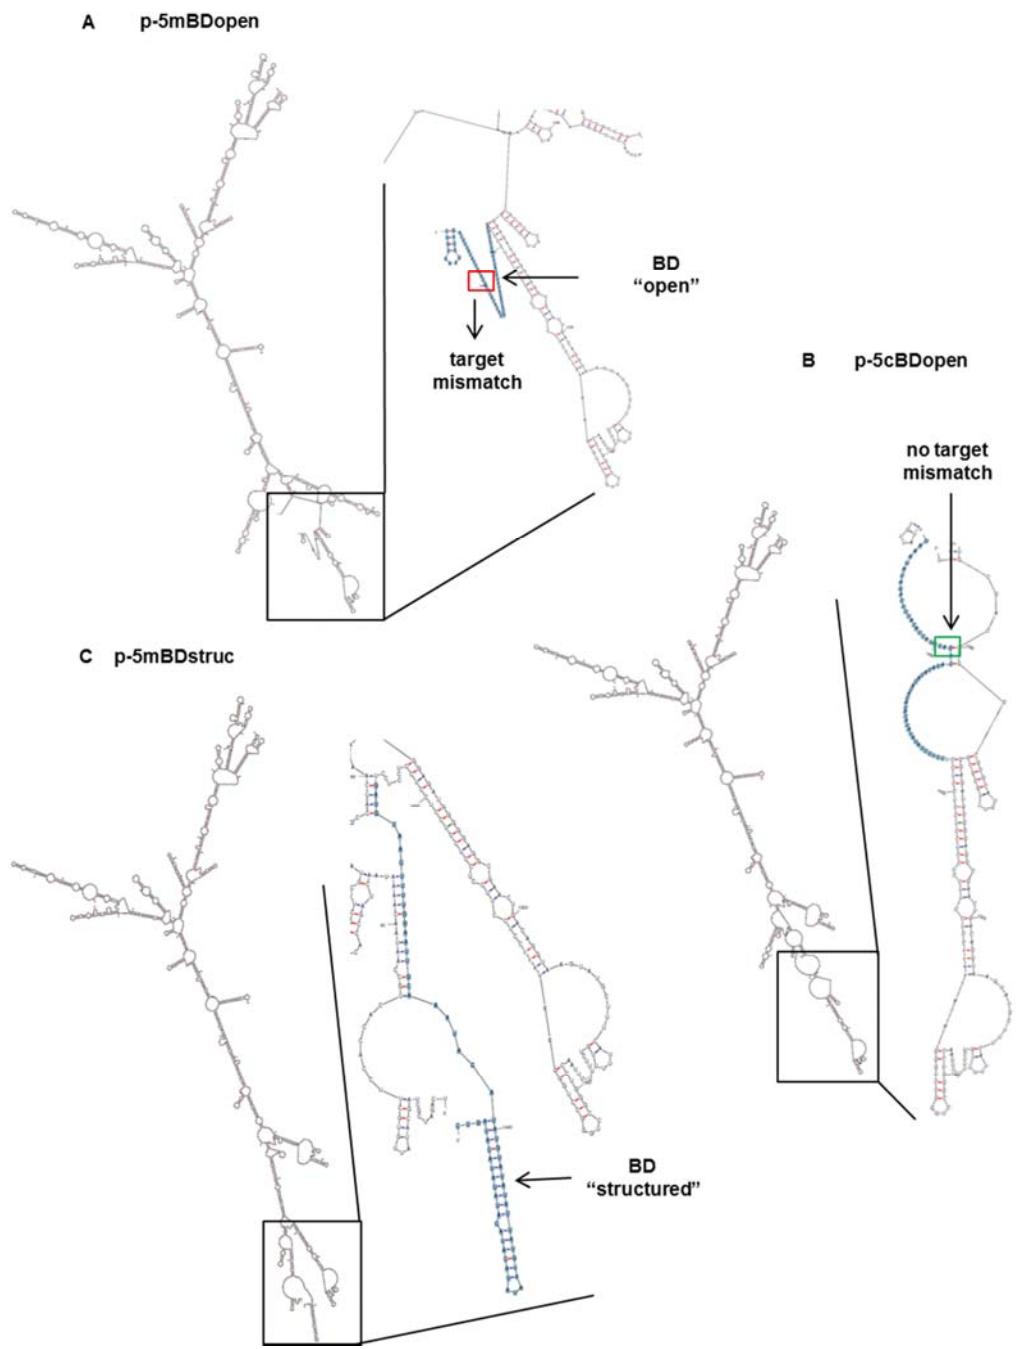 A p-5mBDopen
BD
“open”
target
mismatch
B p-5cBDopen
no target
mismatch
C p-5mBDstruc
BD
“structured”